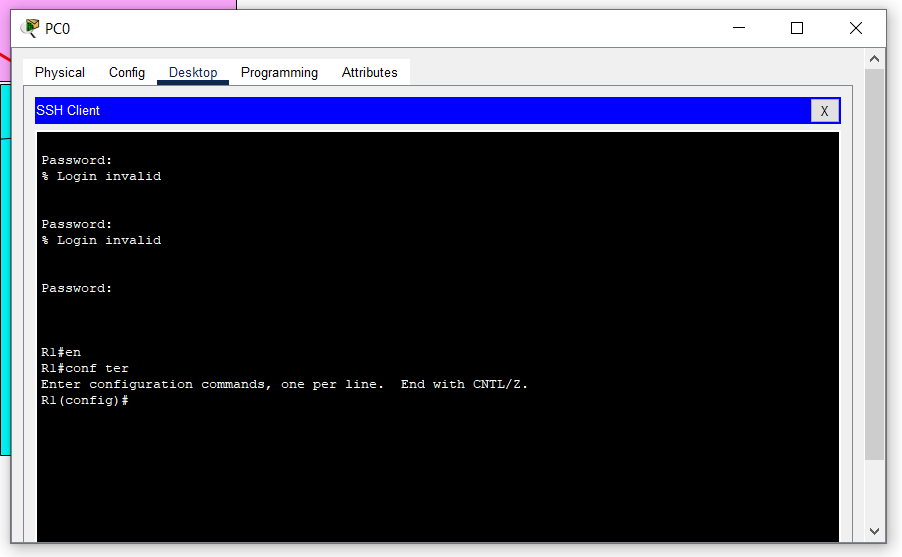 PC0
Physical Config Desktop Programming Attributes
SSH Client X
Password:
% Login invalid
Password:
% Login invalid
Password:
R1#en
R1#conf ter
Enter configuration commands, one per line.  End with CNTL/Z.
R1(config)#